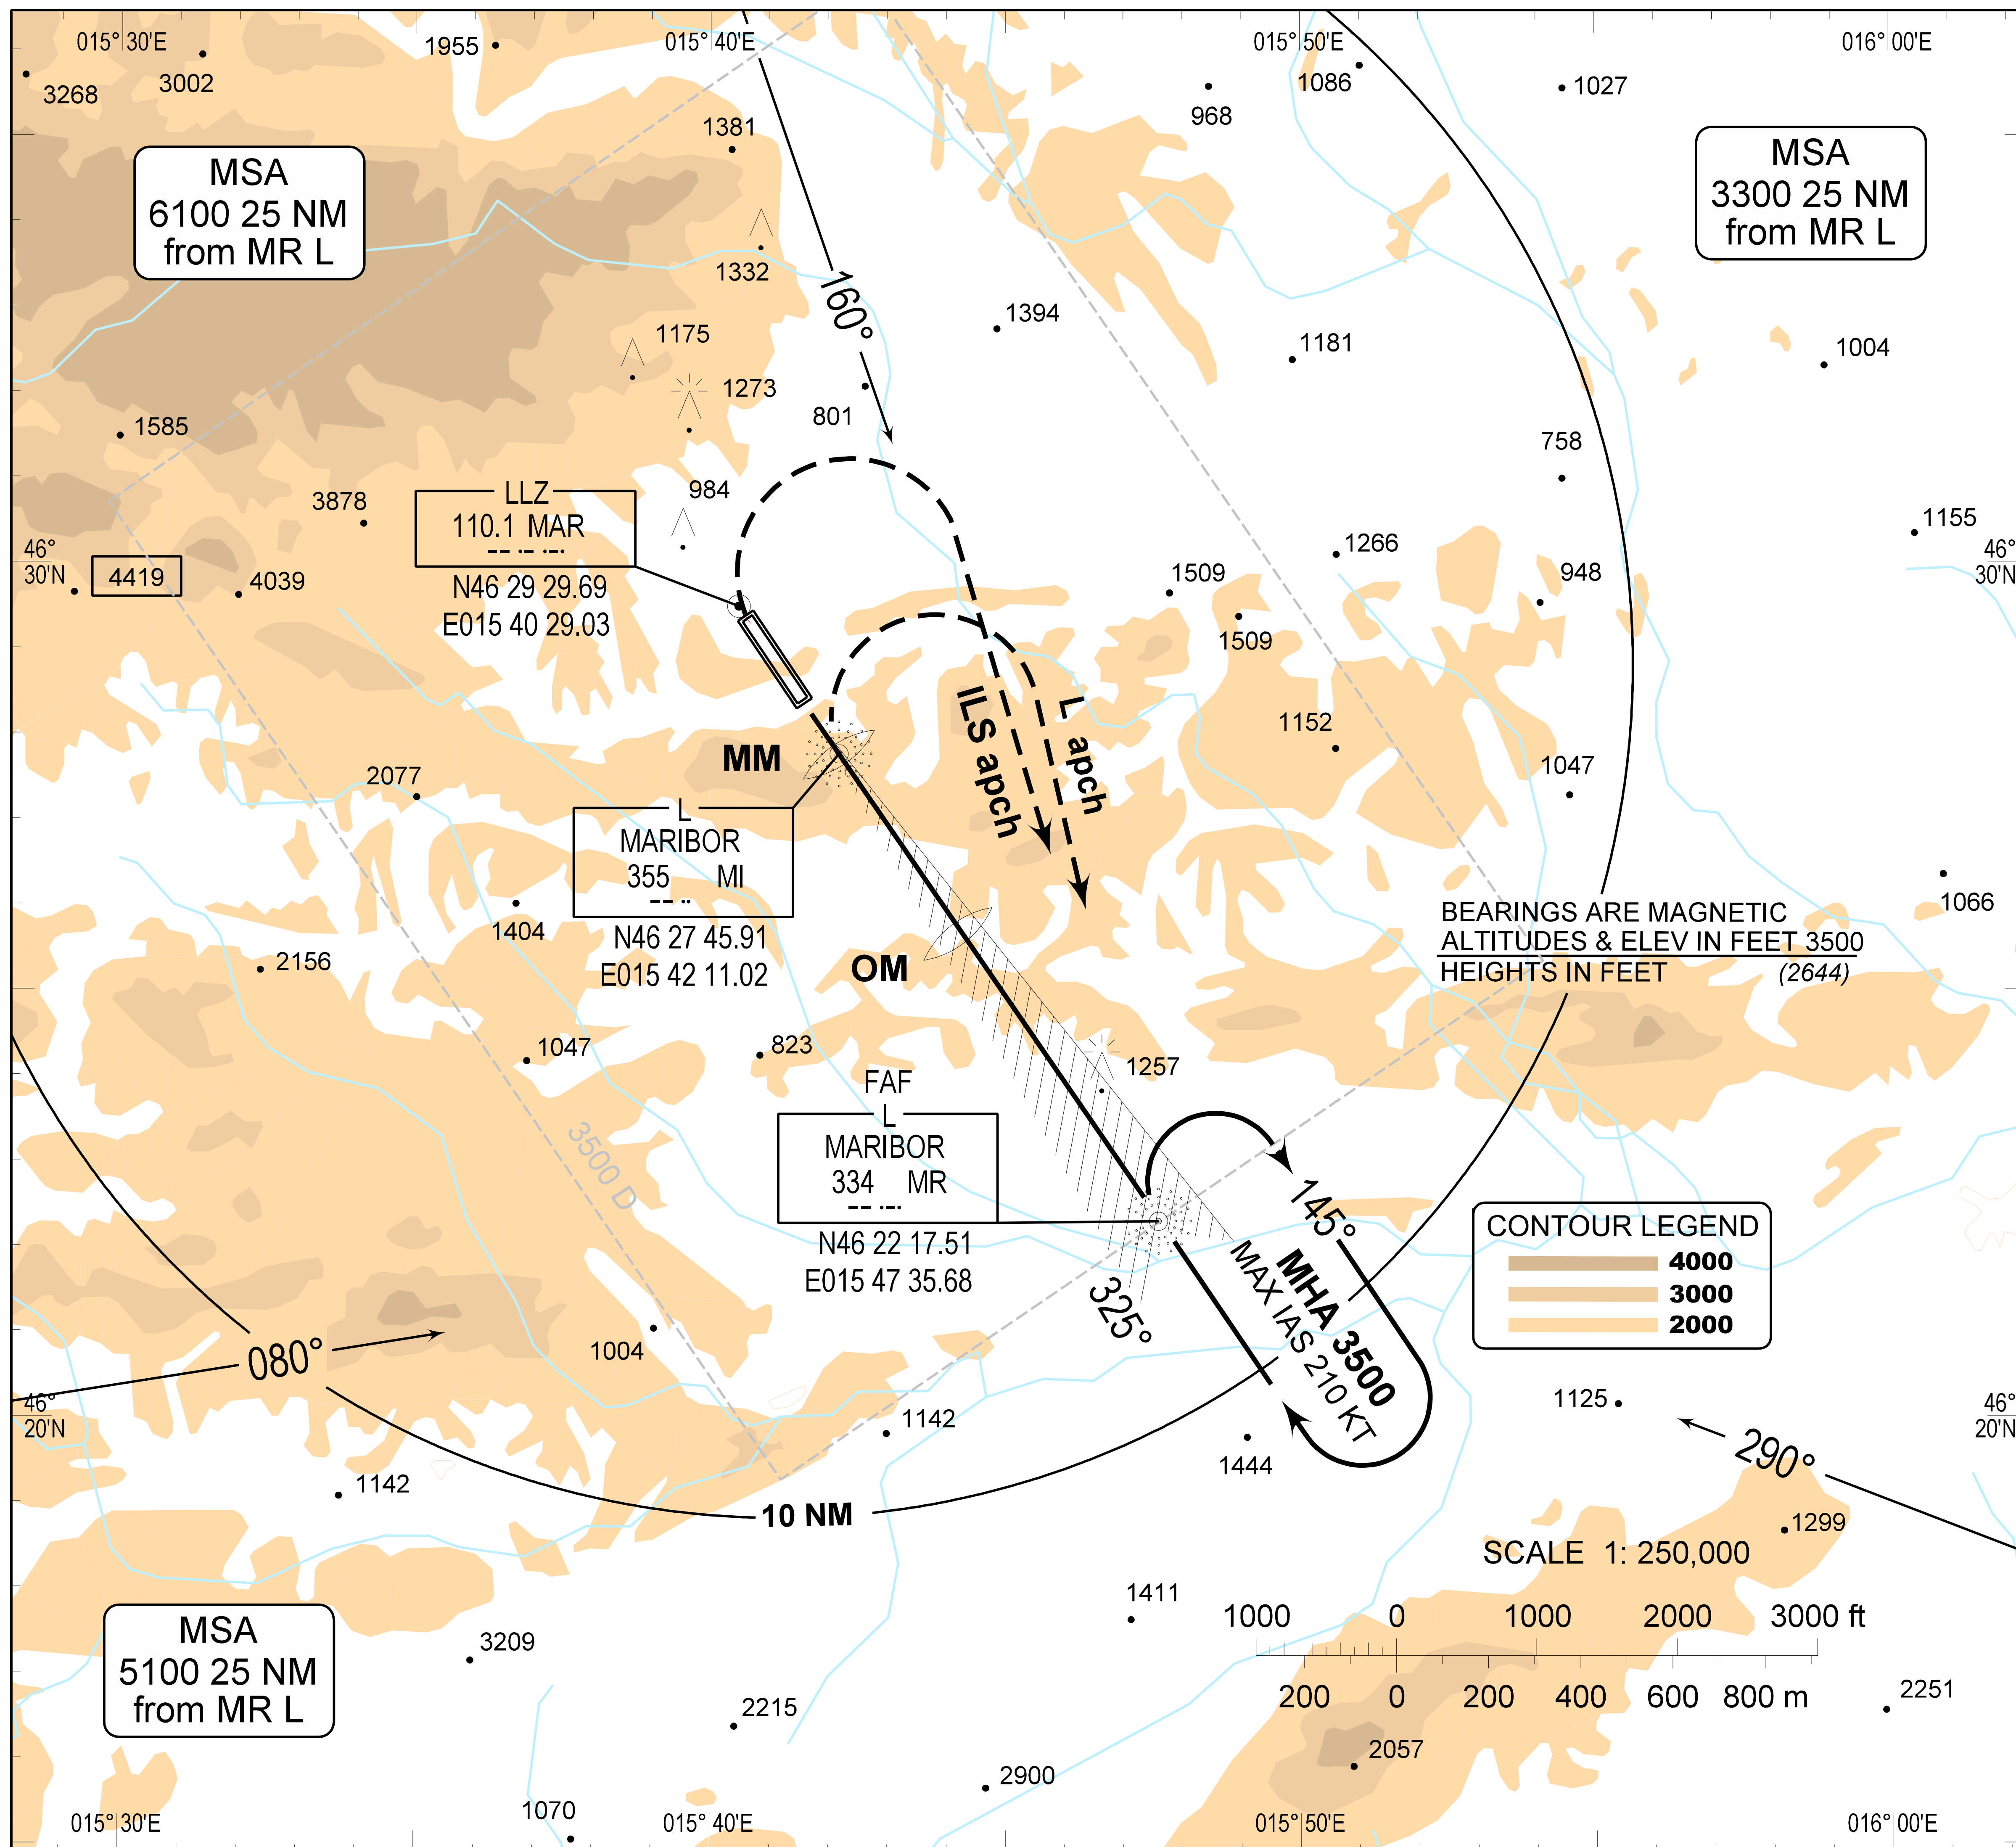 015° 30'E
015° 40'E
015° 50'E
016° 00'E
3268
3002
1955
1086
1027
968
1381
MSA
6100 25 NM
from MR L
MSA
3300 25 NM
from MR L
1332
160°
1394
1175
1181
1004
1273
801
1585
758
3878
984
LLZ
110.1 MAR
-- .- .-.
N46 29 29.69
E015 40 29.03
46°
30'N
4419
4039
1266
1155
46°
30'N
1509
948
1509
ILS apch
L apch
1152
MM
1047
2077
L
MARIBOR
355 MI
-- ..
N46 27 45.91
E015 42 11.02
1066
1404
BEARINGS ARE MAGNETIC
ALTITUDES & ELEV IN FEET 3500
HEIGHTS IN FEET (2644)
2156
OM
1047
823
1257
FAF
L
MARIBOR
334 MR
-- .-.
N46 22 17.51
E015 47 35.68
3500 D
145°
MHA 3500
MAX IAS 210 KT
325°
CONTOUR LEGEND
4000
3000
2000
080°
1004
46°
20'N
1142
1125
46°
20'N
1444
290°
1142
10 NM
1299
SCALE 1: 250,000
1411
1000 0 1000 2000 3000 ft
200 0 200 400 600 800 m
MSA
5100 25 NM
from MR L
3209
2215
2251
2057
2900
1070
015° 30'E
015° 40'E
015° 50'E
016° 00'E